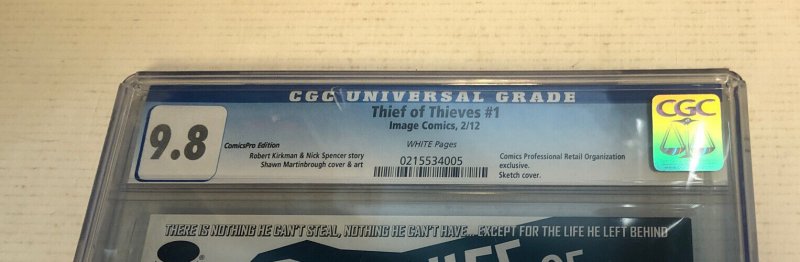 CGC UNIVERSAL GRADE
9.8
ComicsPro Edition
Robert Kirkman & Nick Spencer story
Shawn Martinbrough cover & art
Thief of Thieves #1
Image Comics, 2/12
WHITE Pages
0215534005
Comics Professional Retail Organization
exclusive.
Sketch cover.
CGC
THERE IS NOTHING HE CAN'T STEAL, NOTHING HE CAN'T HAVE... EXCEPT FOR THE LIFE HE LEFT BEHIND
OF